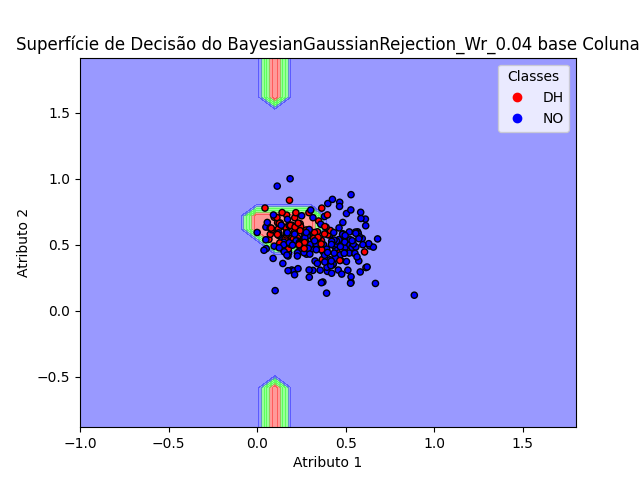 Superfície de Decisão do BayesianGaussianRejection_Wr_0.04 base Coluna
Classes
DH
NO
1.5
1.0
0.5
0.0
−0.5
Atributo 2
−1.0
−0.5
0.0
0.5
1.0
1.5
Atributo 1